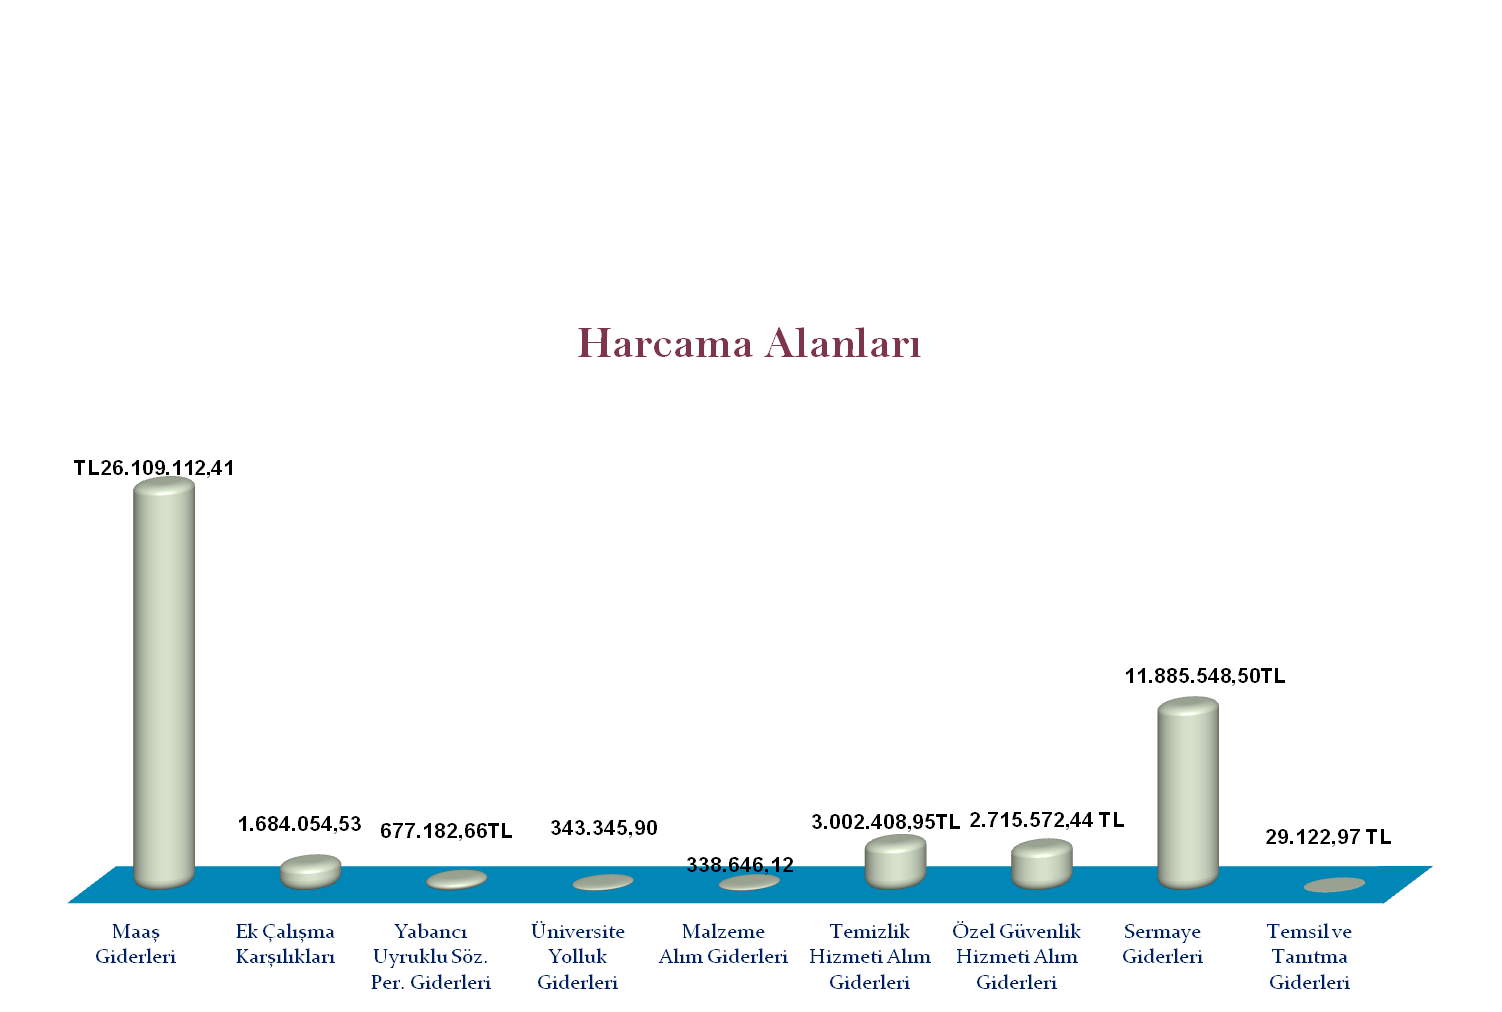 Harcama Alanları
TL26.109.112,41
1.684.054,53
677.182,66TL
343.345,90
338.646,12
3.002.408,95TL
2.715.572,44 TL
11.885.548,50TL
29.122,97 TL
Maaş
Giderleri
Ek Çalışma
Karşılıkları
Yabancı
Uyruklu Söz.
Per. Giderleri
Üniversite
Yolluk
Giderleri
Malzeme
Alım Giderleri
Temizlik
Hizmeti Alım
Giderleri
Özel Güvenlik
Hizmeti Alım
Giderleri
Sermaye
Giderleri
Temsil ve
Tanıtma
Giderleri